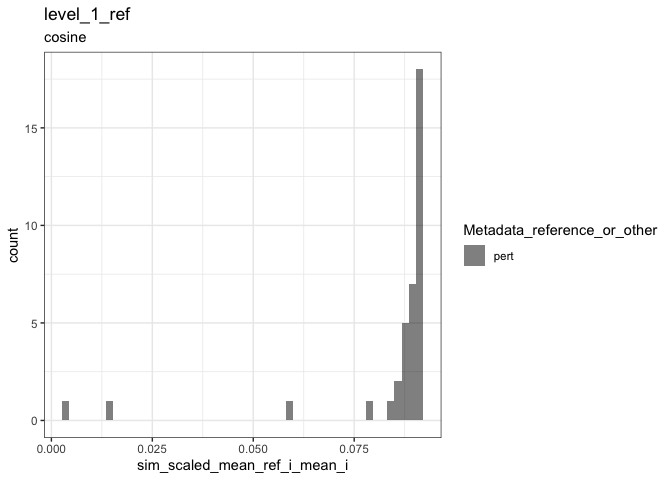 level_1_ref
cosine
15
10
5
0
count
0.000
0.025
0.050
0.075
sim_scaled_mean_ref_i_mean_i
Metadata_reference_or_other
pert